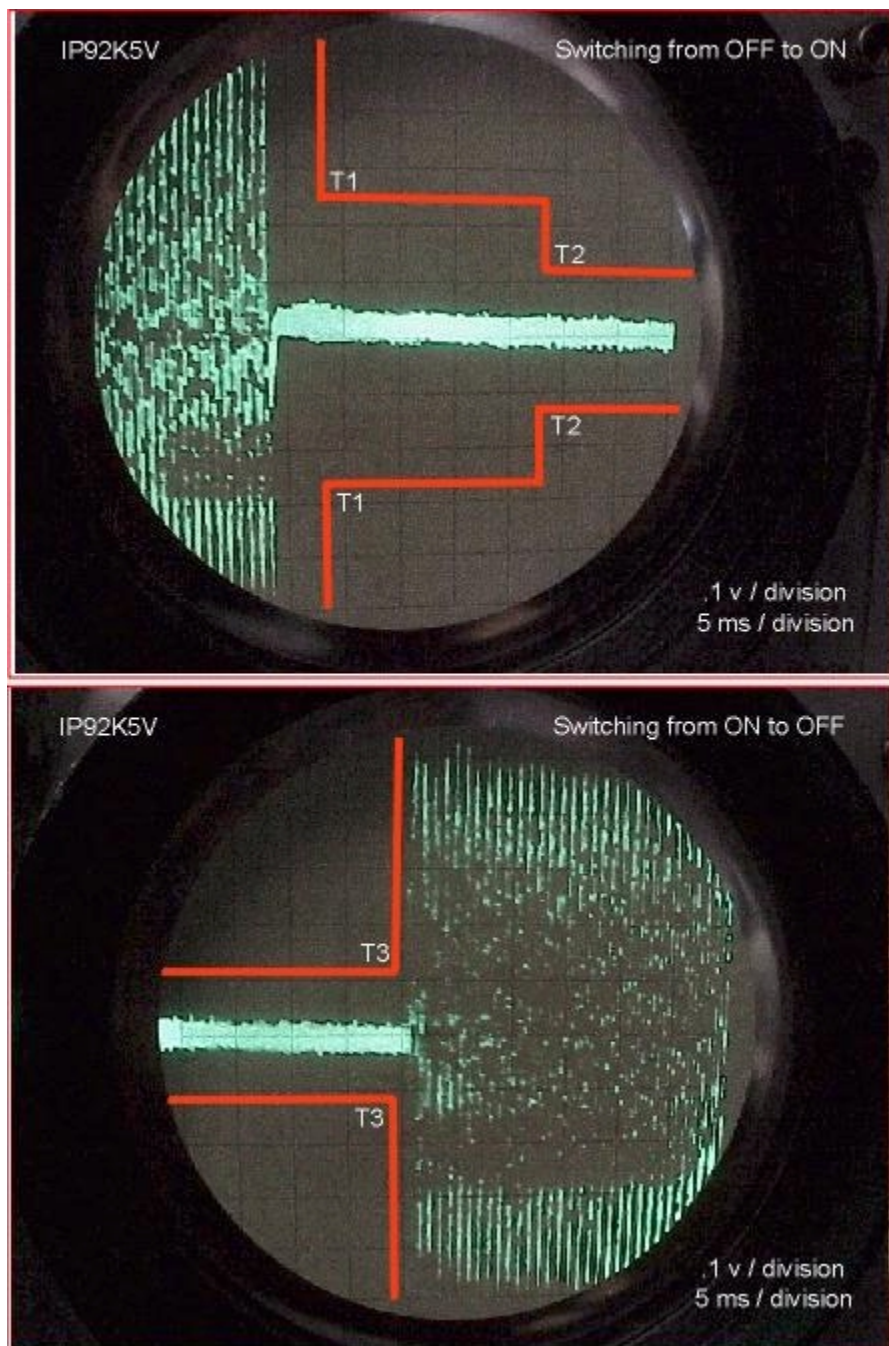 IP92K5V
Switching from OFF to ON
T1
T2
T2
T1
.1 v / division
5 ms / division
IP92K5V
Switching from ON to OFF
T3
T3
.1 v / division
5 ms / division